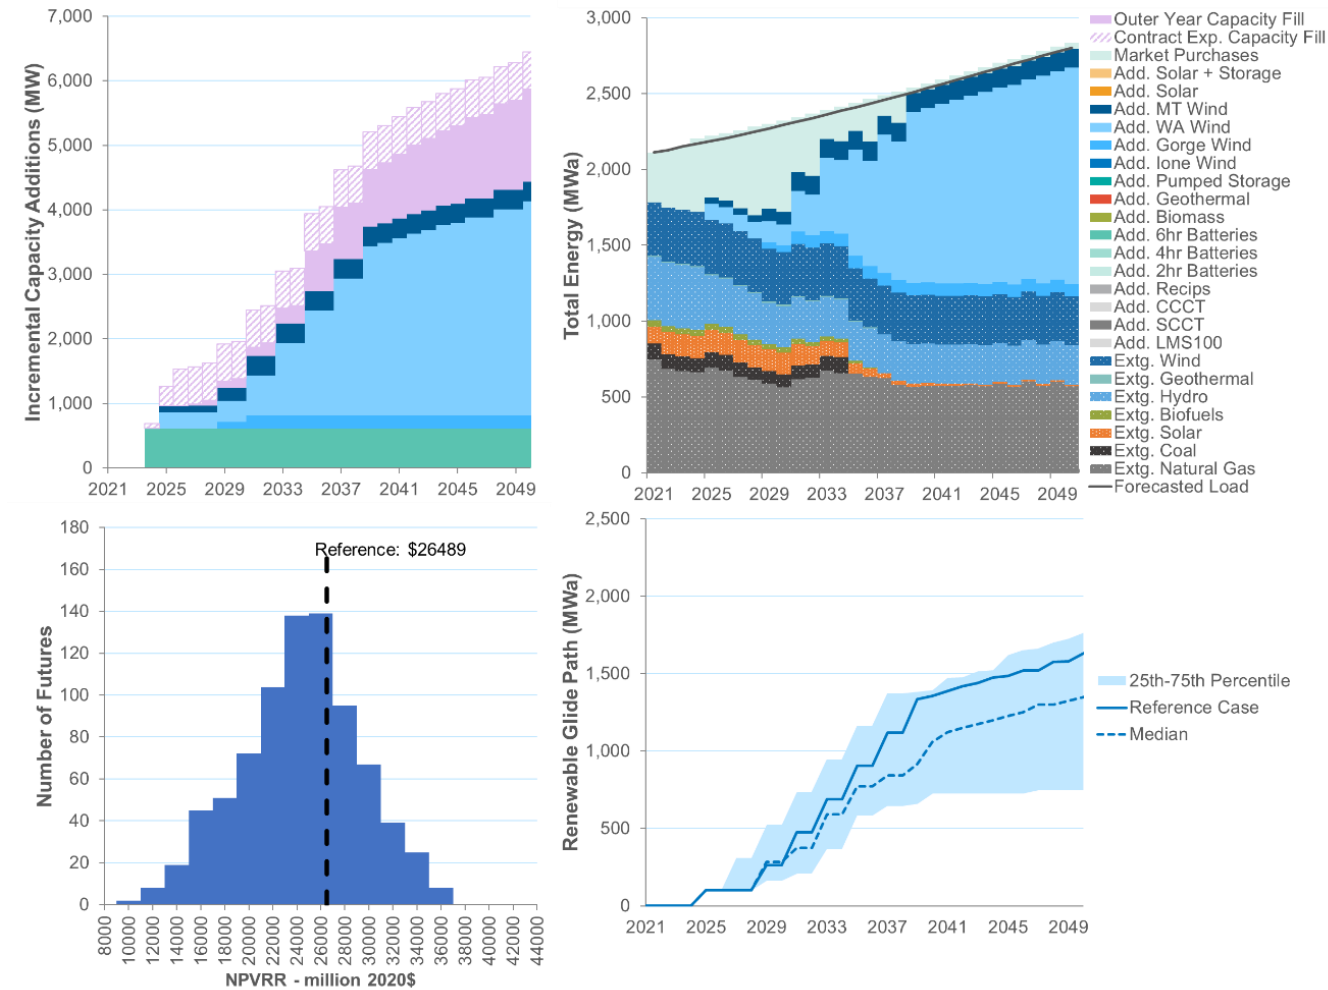 Incremental Capacity Additions (MW)
7,000
6,000
5,000
4,000
3,000
2,000
1,000
0
2021 2025 2029 2033 2037 2041 2045 2049
Total Energy (MWa)
3,000
2,500
2,000
1,500
1,000
500
0
2021 2025 2029 2033 2037 2041 2045 2049
Outer Year Capacity Fill
Contract Exp. Capacity Fill
Market Purchases
Add. Solar + Storage
Add. Solar
Add. MT Wind
Add. WA Wind
Add. Gorge Wind
Add. Ione Wind
Add. Pumped Storage
Add. Geothermal
Add. Biomass
Add. 6hr Batteries
Add. 4hr Batteries
Add. 2hr Batteries
Add. Recips
Add. CCCT
Add. SCCT
Add. LMS100
Extg. Wind
Extg. Geothermal
Extg. Hydro
Extg. Biofuels
Extg. Solar
Extg. Coal
Extg. Natural Gas
Forecasted Load
Number of Futures
180
160
140
120
100
80
60
40
20
0
Reference: $26489
8000 10000 12000 14000 16000 18000 20000 22000 24000 26000 28000 30000 32000 34000 36000 38000 40000 42000 44000
NPVRR - million 2020$
Renewable Glide Path (MWa)
2,500
2,000
1,500
1,000
500
0
2021 2025 2029 2033 2037 2041 2045 2049
25th-75th Percentile
Reference Case
Median